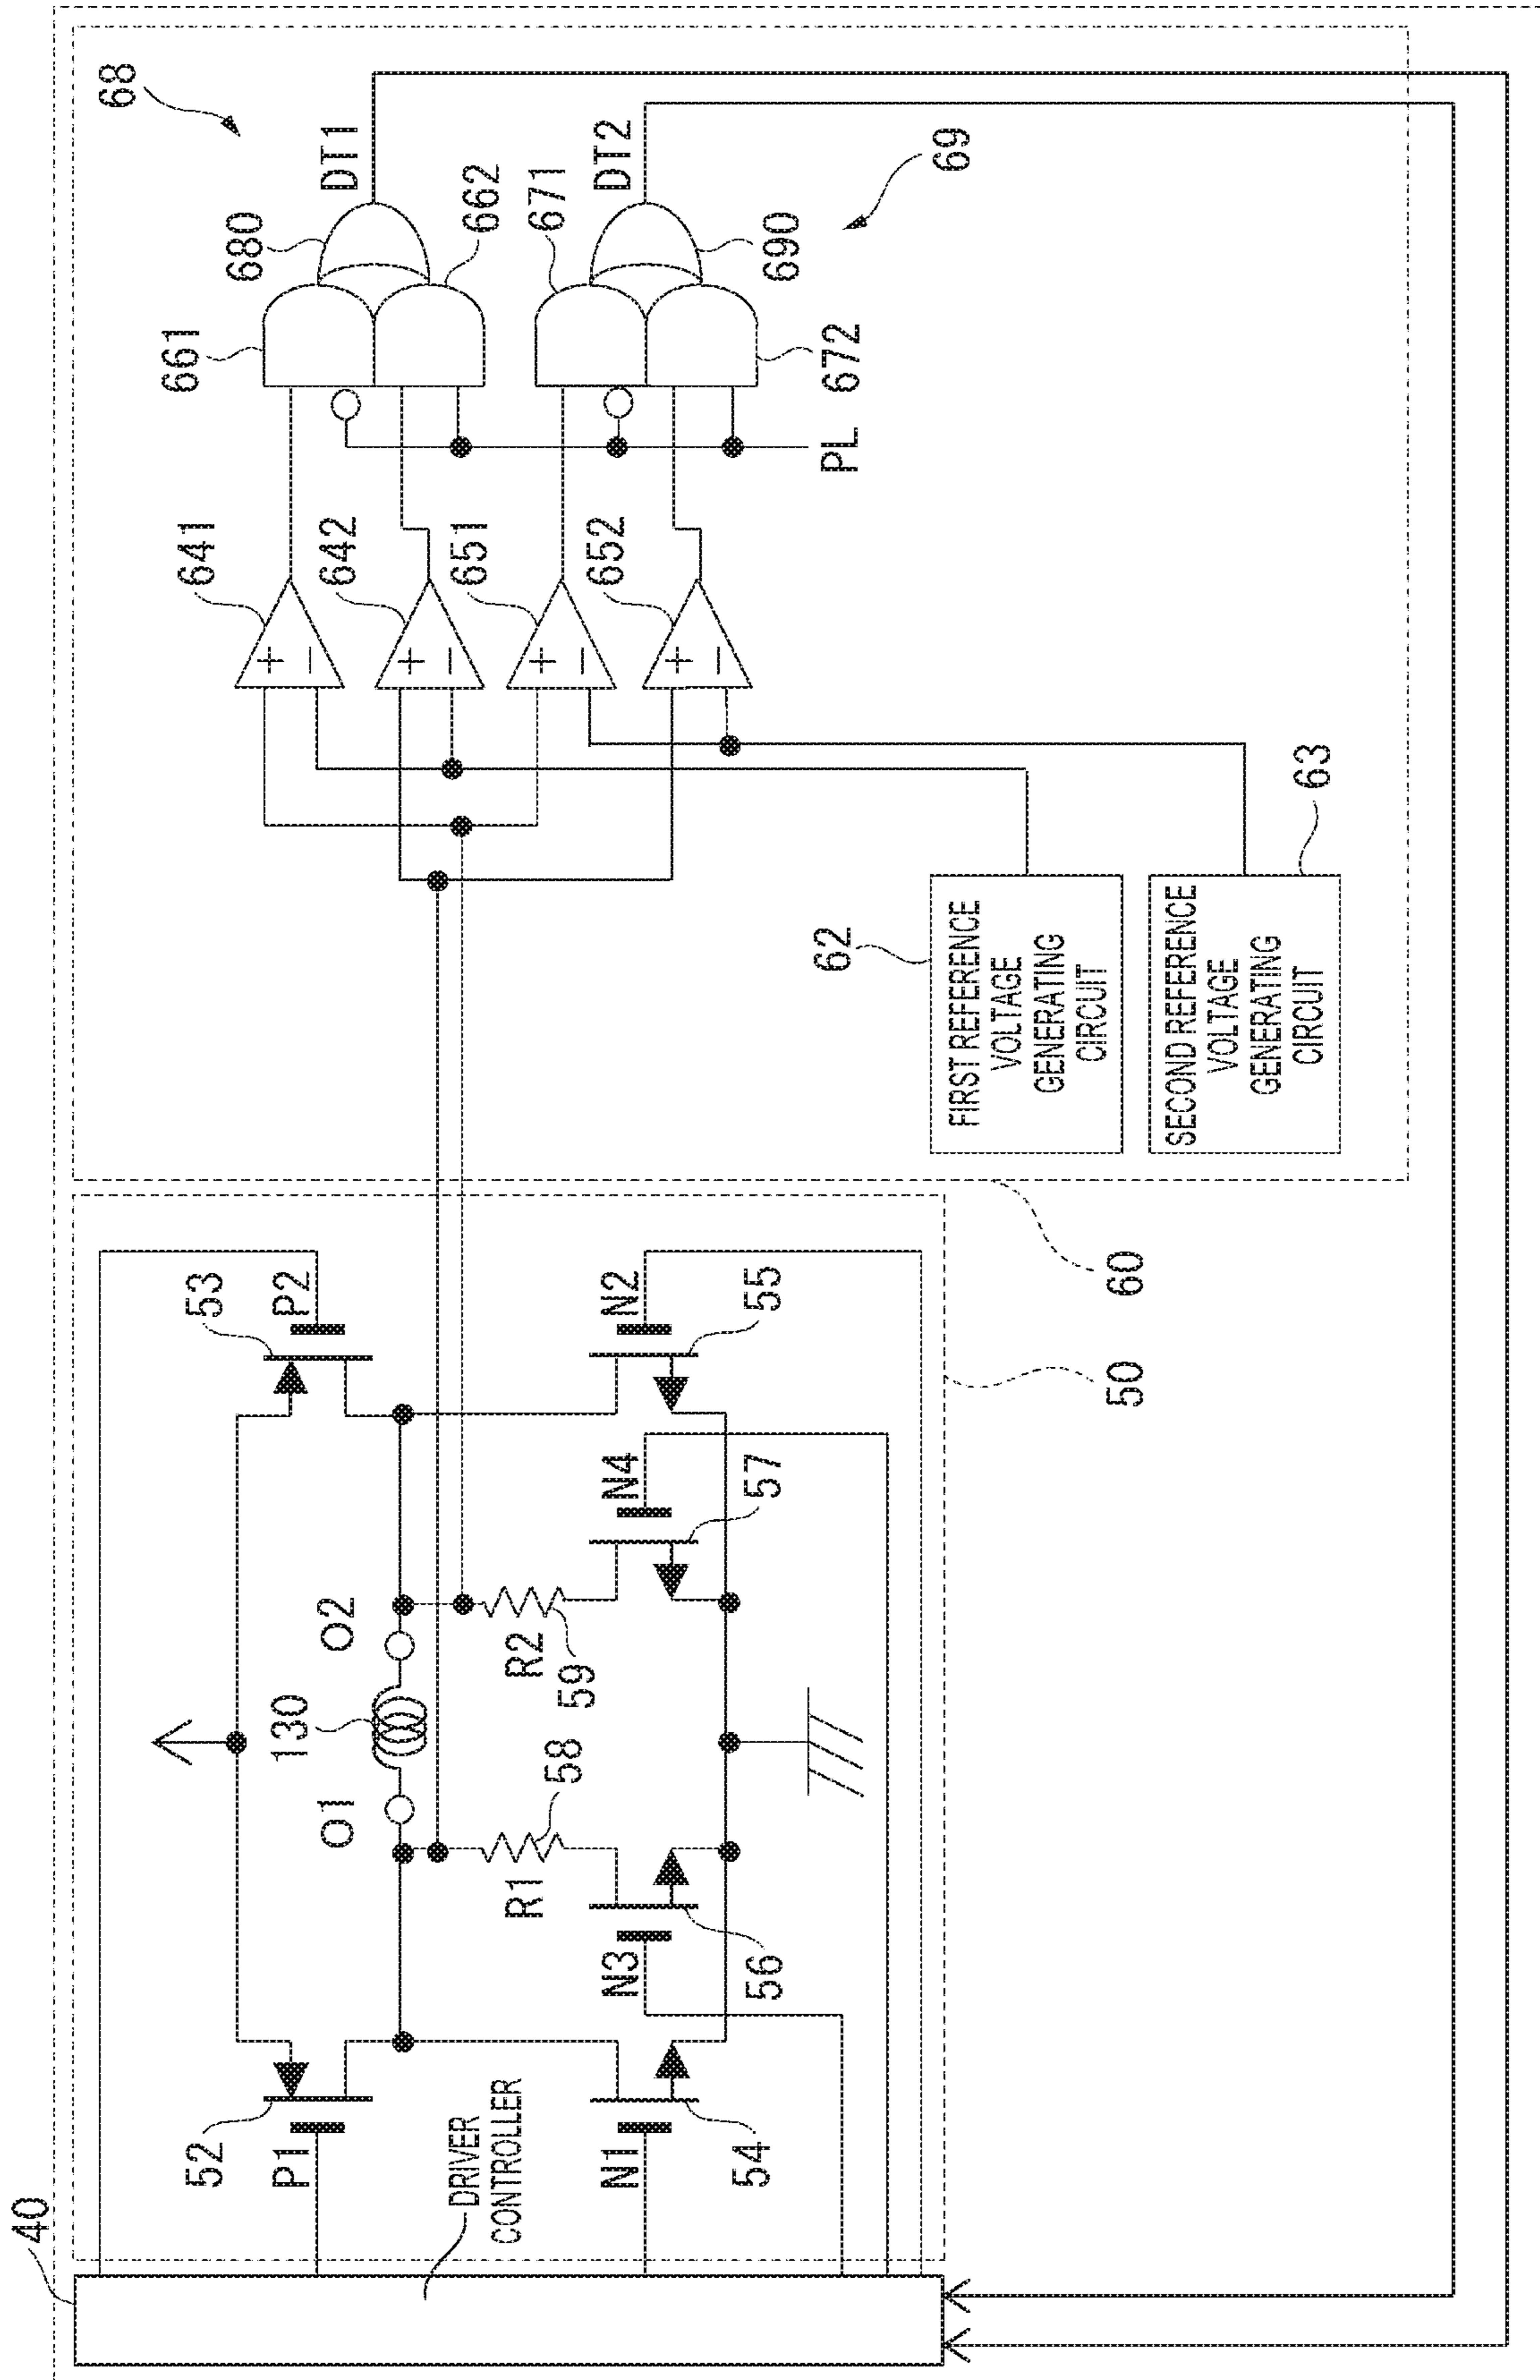 40
DRIVER
CONTROLLER
52
P1
53
P2
O1
130
O2
R1
58
R2
59
N1
54
N3
56
N4
57
N2
55
50
60
62
FIRST REFERENCE
VOLTAGE
GENERATING
CIRCUIT
63
SECOND REFERENCE
VOLTAGE
GENERATING
CIRCUIT
641
+
−
642
+
−
651
+
−
652
+
−
PL
661
662
680
DT1
68
671
672
690
DT2
69